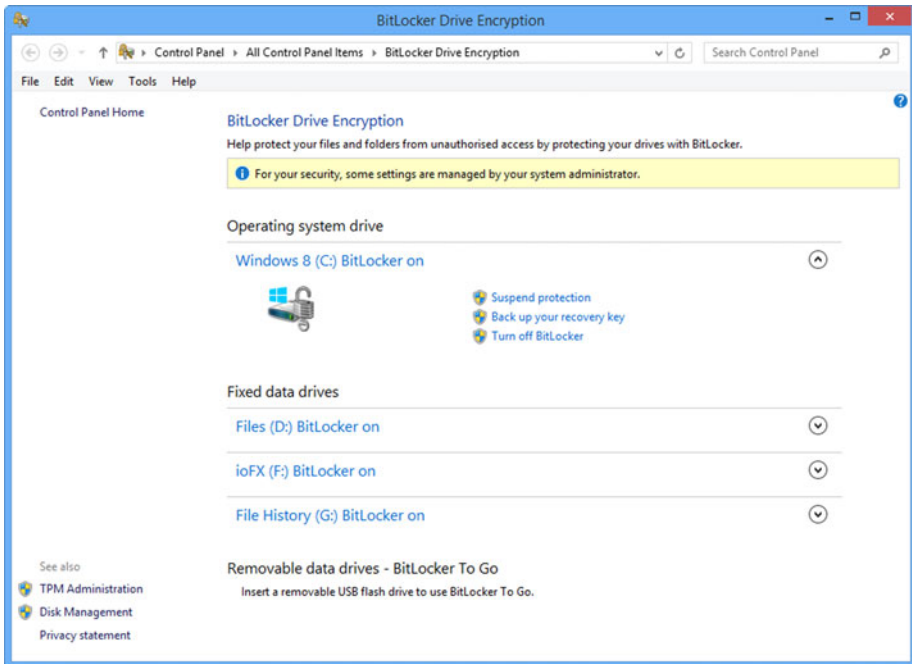 BitLocker Drive Encryption
Control Panel
All Control Panel Items
BitLocker Drive Encryption
Search Control Panel
File Edit View Tools Help
Control Panel Home
BitLocker Drive Encryption
Help protect your files and folders from unauthorised access by protecting your drives with BitLocker.
For your security, some settings are managed by your system administrator.
Operating system drive
Windows 8 (C:) BitLocker on
Suspend protection
Back up your recovery key
Turn off BitLocker
Fixed data drives
Files (D:) BitLocker on
ioFX (F:) BitLocker on
File History (G:) BitLocker on
Removable data drives - BitLocker To Go
Insert a removable USB flash drive to use BitLocker To Go.
See also
TPM Administration
Disk Management
Privacy statement